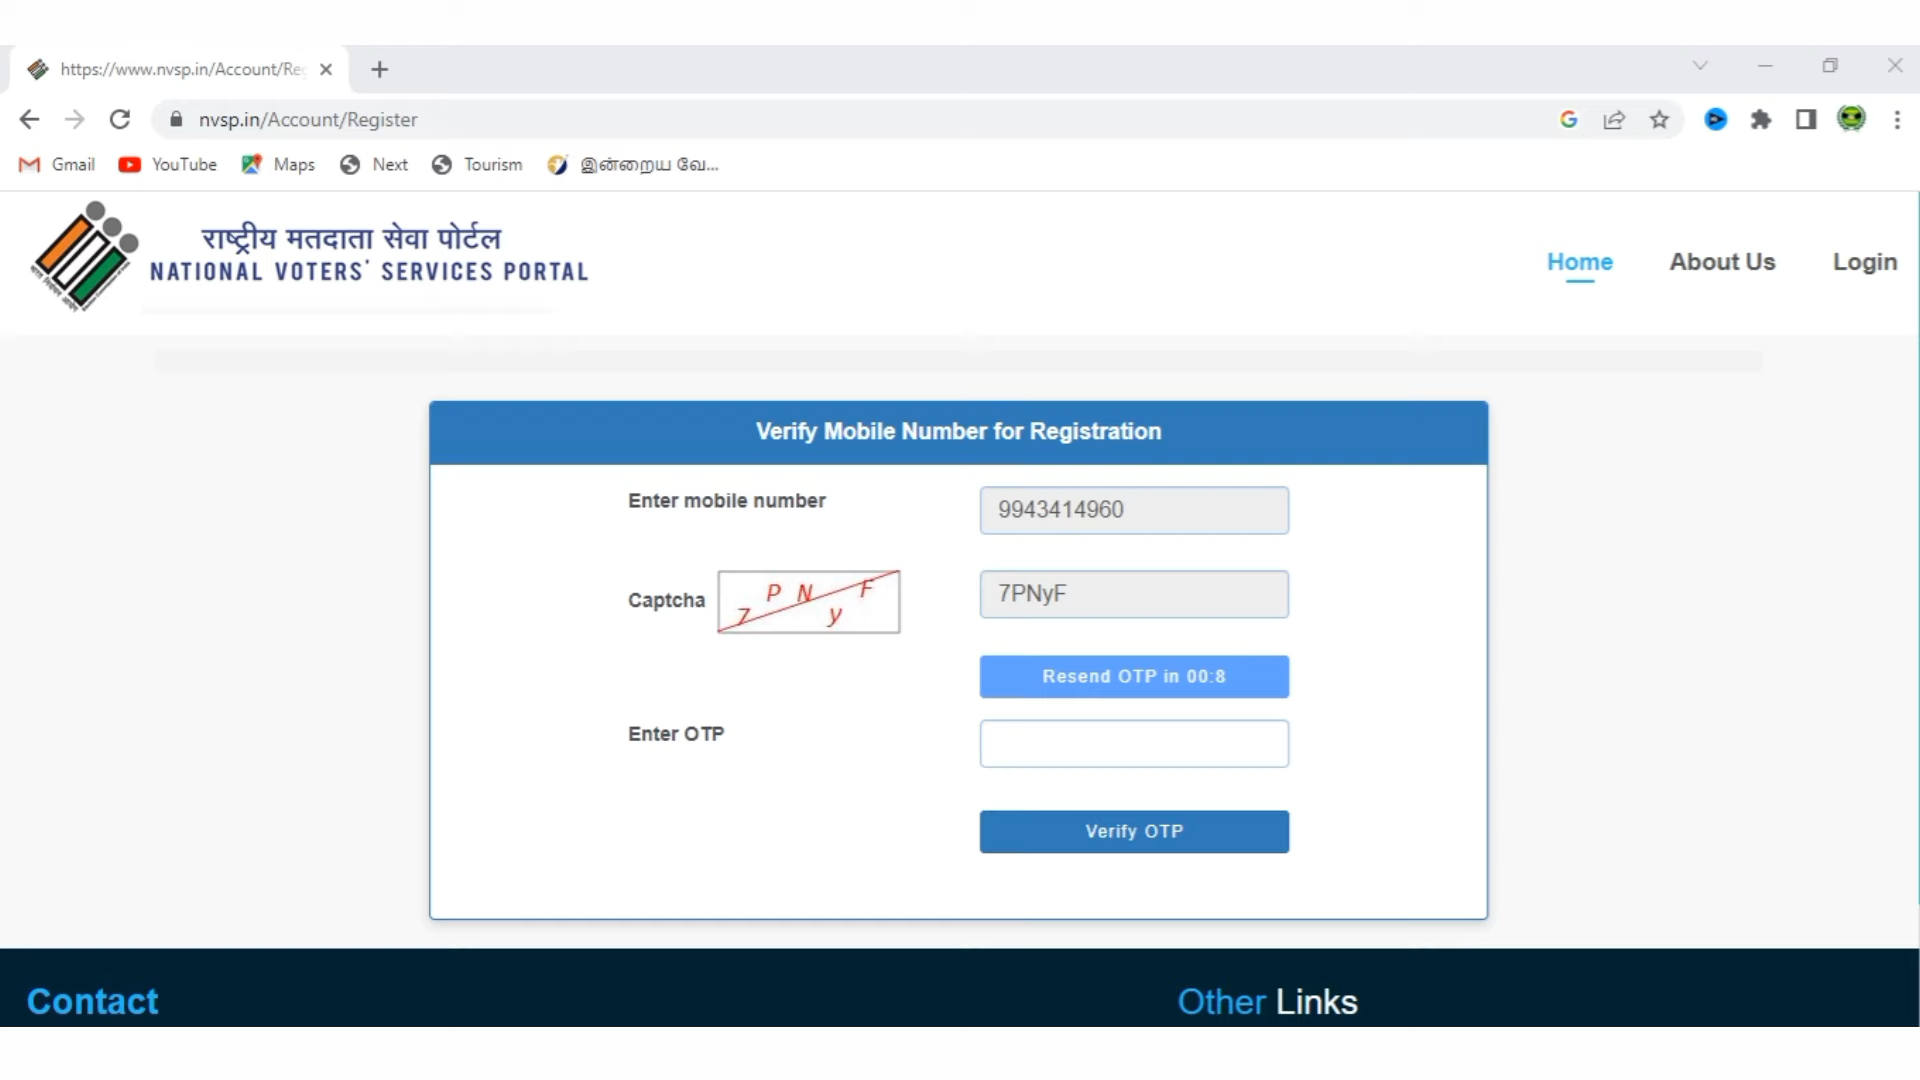 https://www.nvsp.in/Account/Reg
nvsp.in/Account/Register
Gmail YouTube Maps Next Tourism இன்றைய வே...
राष्ट्रीय मतदाता सेवा पोर्टल
NATIONAL VOTERS' SERVICES PORTAL
Home About Us Login
Verify Mobile Number for Registration
Enter mobile number 9943414960
Captcha 7PNyF 7PNyF
Resend OTP in 00:8
Enter OTP
Verify OTP
Contact Other Links